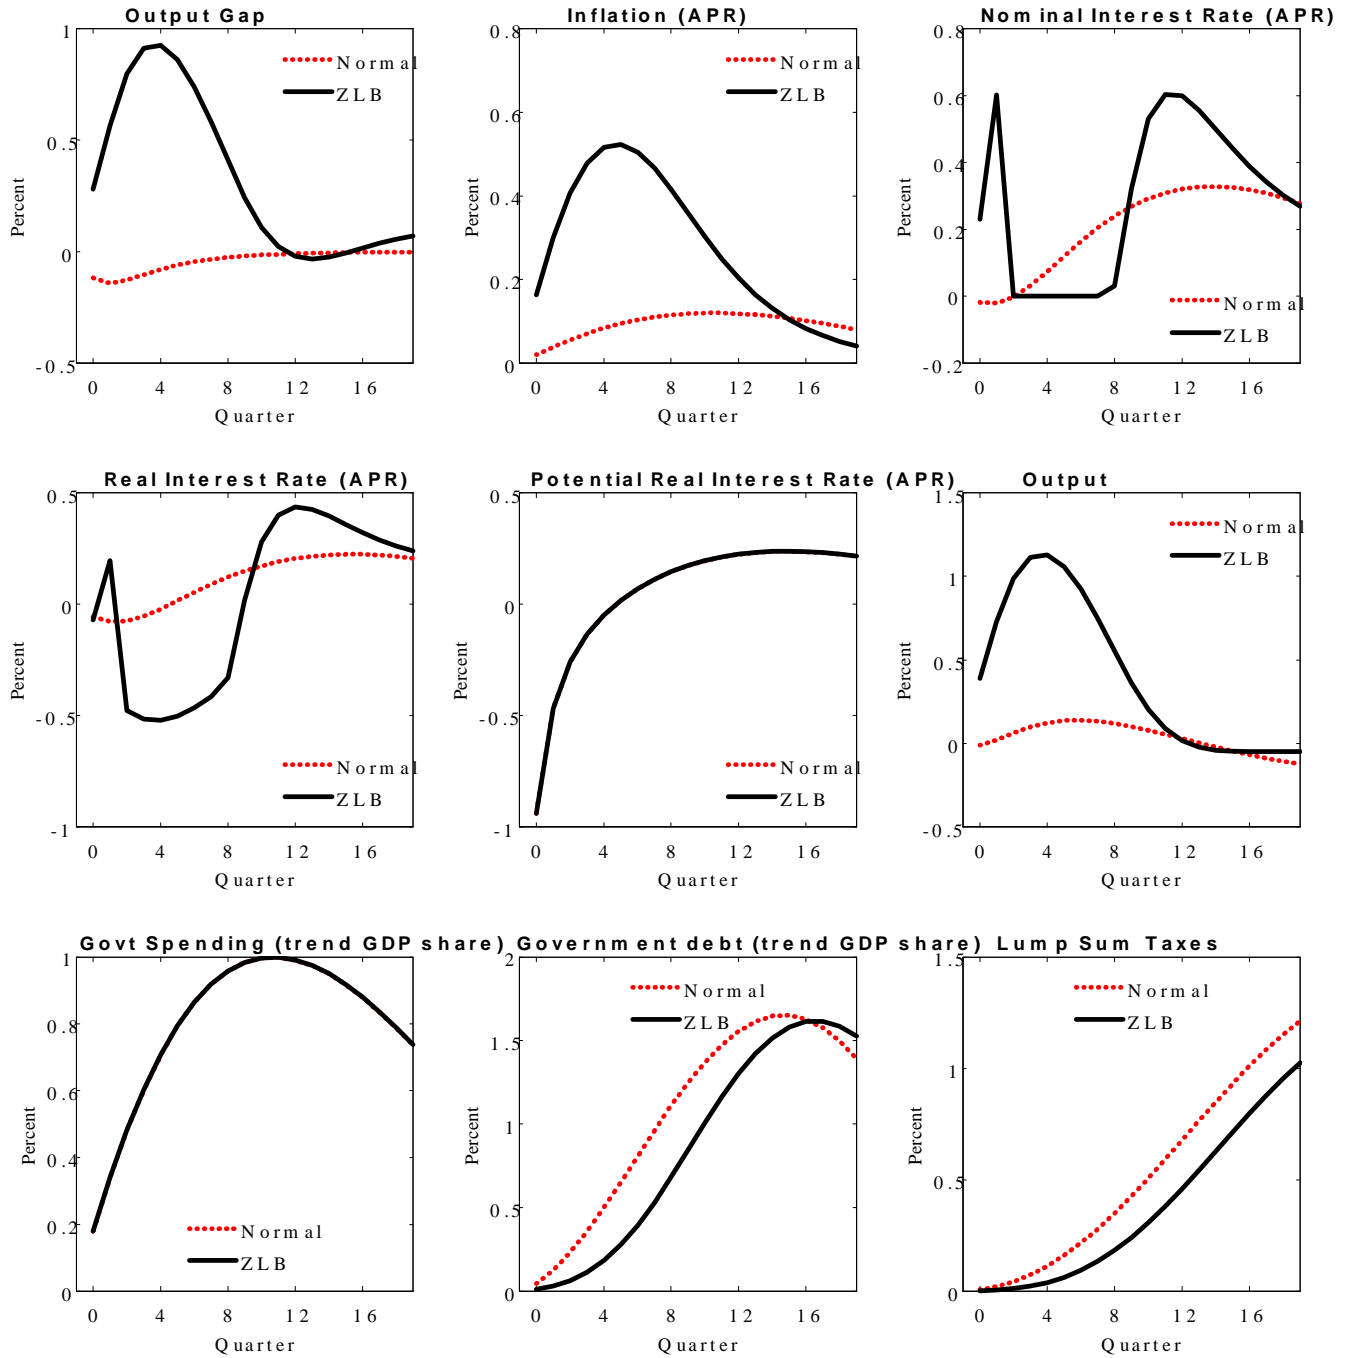 Output Gap
1
0.5
0
-0.5
Percent
Normal
ZLB
0 4 8 12 16
Quarter
Inflation (APR)
0.8
0.6
0.4
0.2
0
Percent
Normal
ZLB
0 4 8 12 16
Quarter
Nominal Interest Rate (APR)
0.8
0.6
0.4
0.2
0
-0.2
Percent
Normal
ZLB
0 4 8 12 16
Quarter
Real Interest Rate (APR)
0.5
0
-0.5
-1
Percent
Normal
ZLB
0 4 8 12 16
Quarter
Potential Real Interest Rate (APR)
0.5
0
-0.5
-1
Percent
Normal
ZLB
0 4 8 12 16
Quarter
Output
1.5
1
0.5
0
-0.5
Percent
Normal
ZLB
0 4 8 12 16
Quarter
Govt Spending (trend GDP share)
1
0.8
0.6
0.4
0.2
0
Percent
Normal
ZLB
0 4 8 12 16
Quarter
Government debt (trend GDP share)
2
1.5
1
0.5
0
Percent
Normal
ZLB
0 4 8 12 16
Quarter
Lump Sum Taxes
1.5
1
0.5
0
Percent
Normal
ZLB
0 4 8 12 16
Quarter